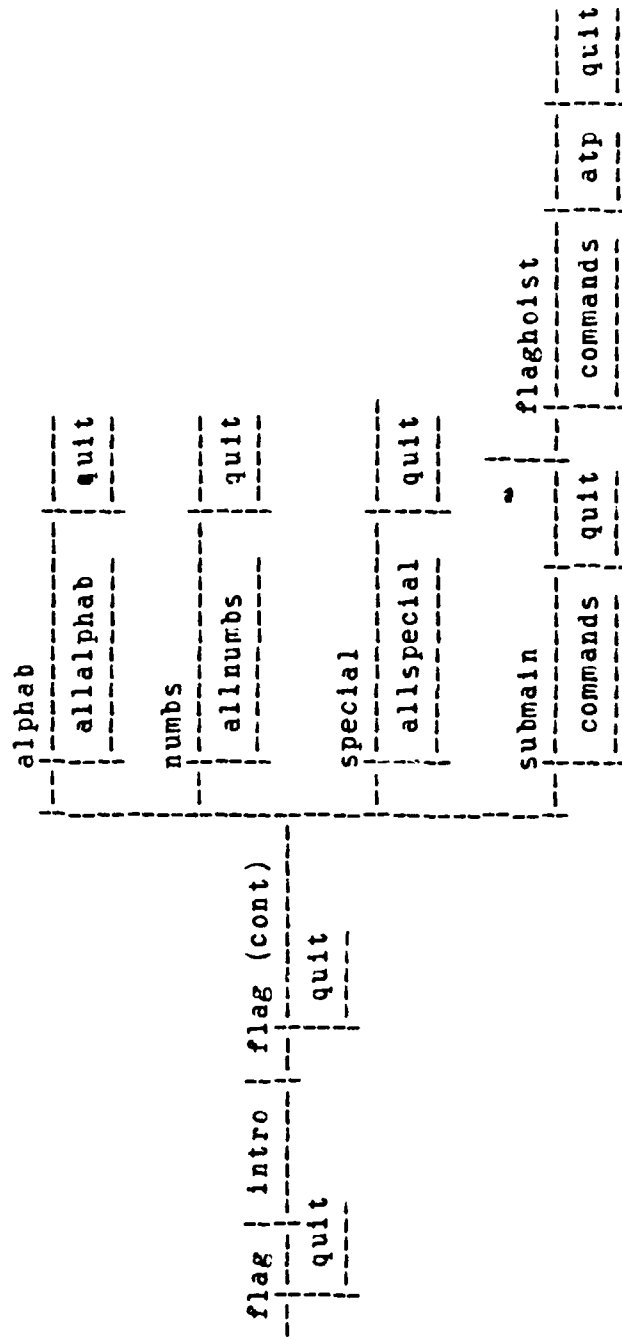 alphab
allalphab quit
numbs
allnumbs quit
flag intro flag (cont)
quit quit
special
allspecial quit
submain flaghoist
commands quit commands atp quit